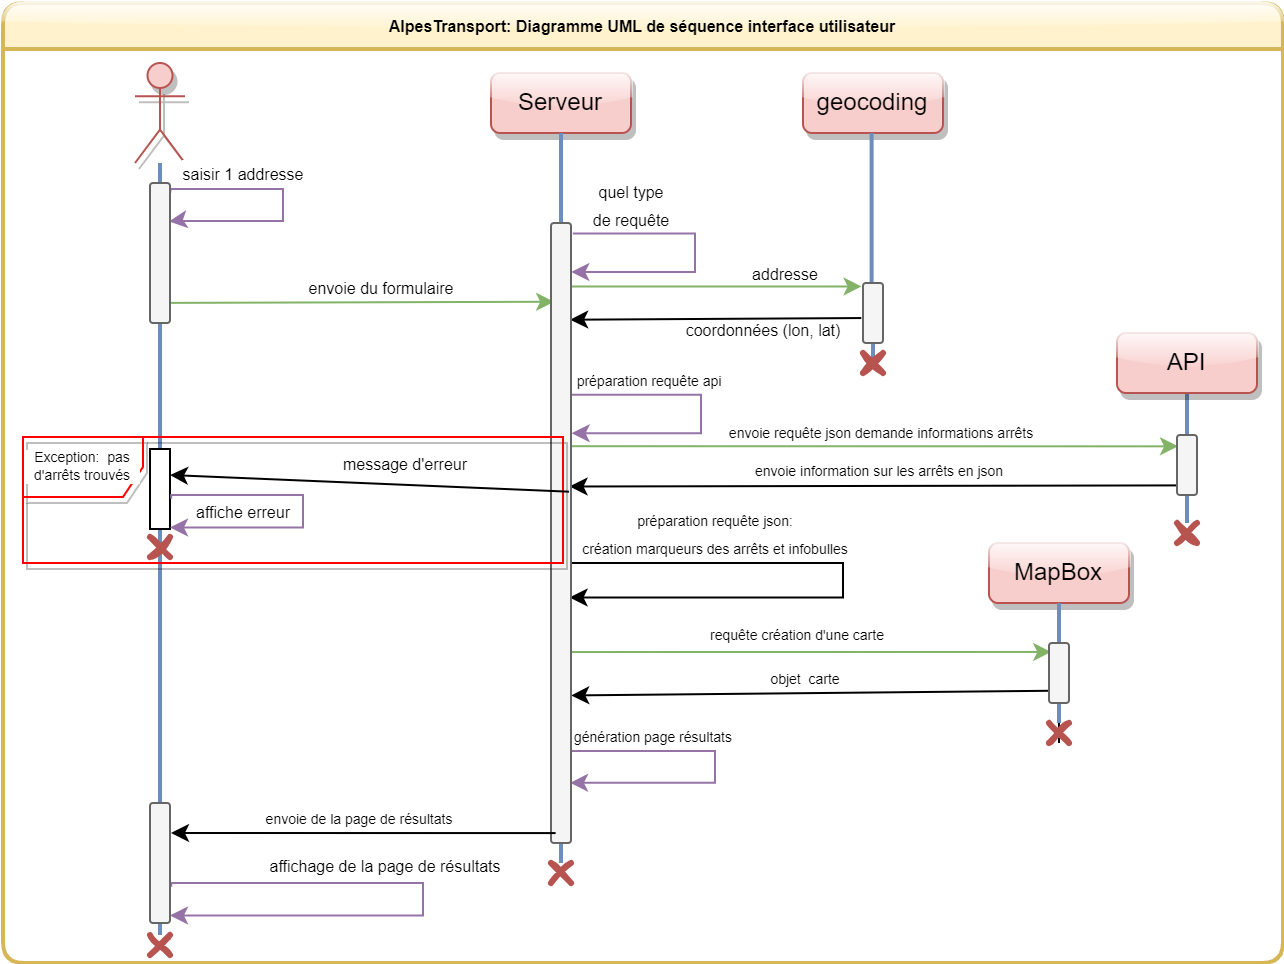 AlpesTransport: Diagramme UML de séquence interface utilisateur
Serveur
geocoding
saisir 1 addresse
quel type
de requête
addresse
envoie du formulaire
coordonnées (lon, lat)
API
préparation requête api
envoie requête json demande informations arrêts
Exception:  pas
d'arrêts trouvés
message d'erreur
envoie information sur les arrêts en json
affiche erreur
préparation requête json:
création marqueurs des arrêts et infobulles
MapBox
requête création d'une carte
objet  carte
génération page résultats
envoie de la page de résultats
affichage de la page de résultats